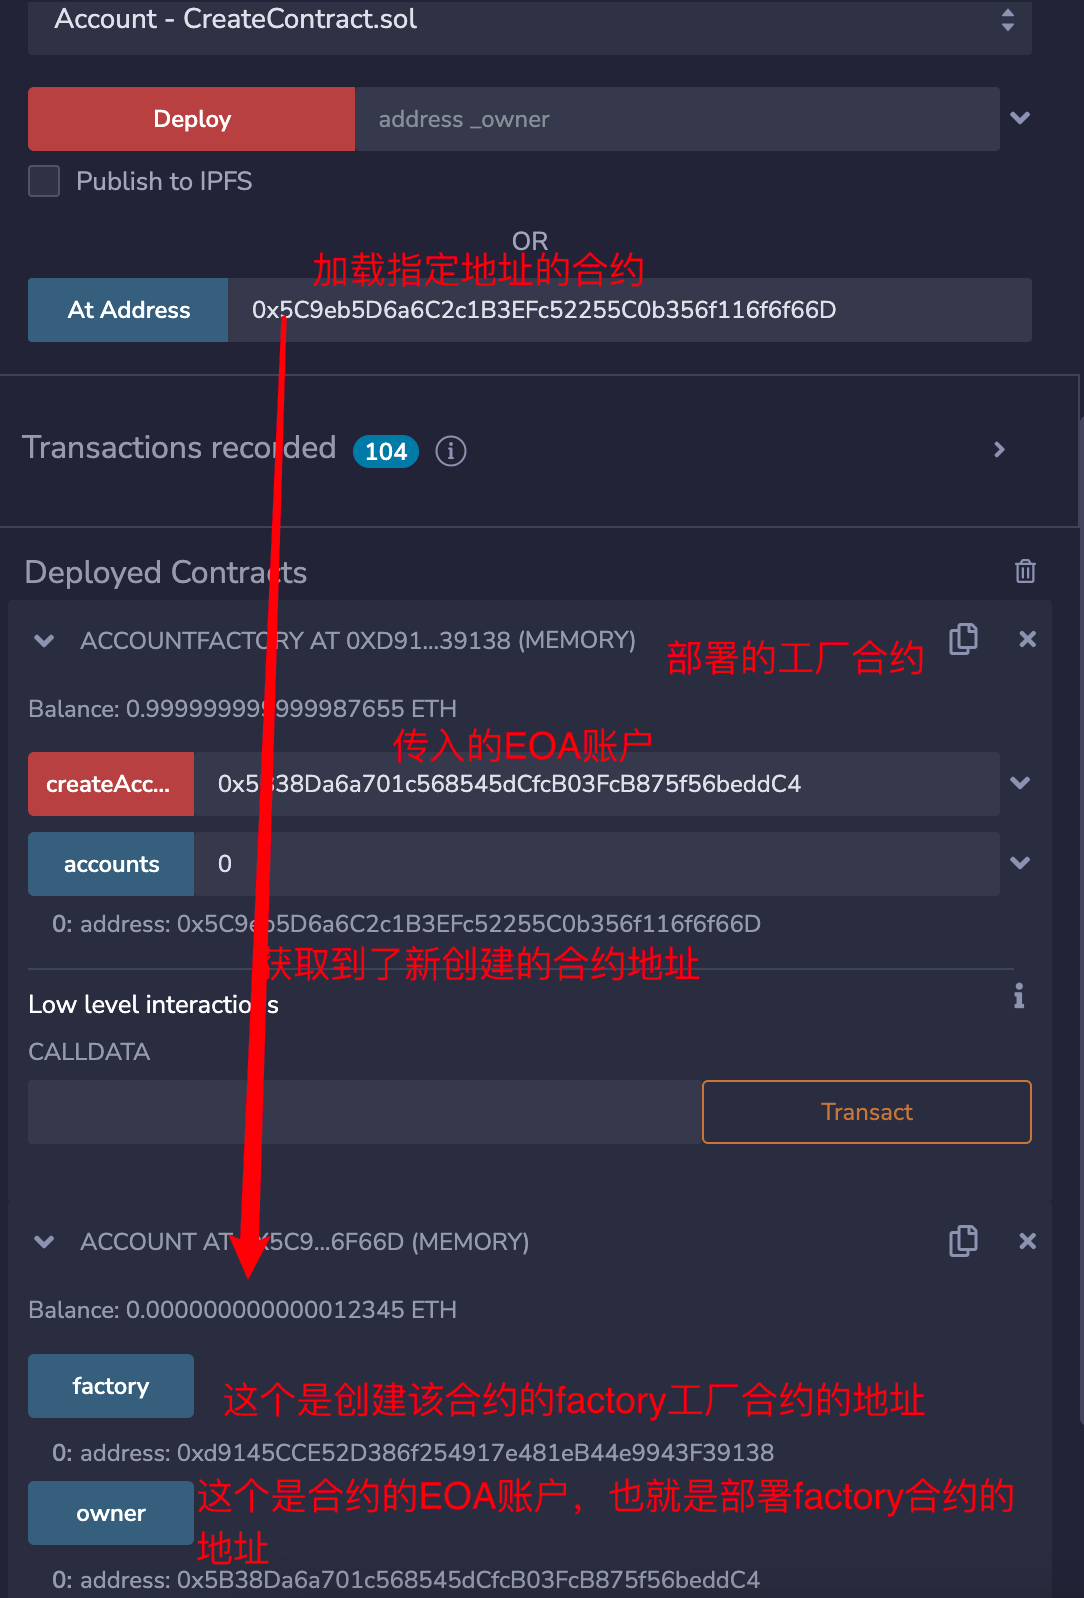 Account - CreateContract.sol
Deploy
address _owner
Publish to IPFS
OR
加载指定地址的合约
At Address
0x5C9eb5D6a6C2c1B3EFc52255C0b356f116f6f66D
Transactions recorded 104
Deployed Contracts
ACCOUNTFACTORY AT 0XD91...39138 (MEMORY)
部署的工厂合约
Balance: 0.999999999999987655 ETH
传入的EOA账户
createAcc...
0x5B38Da6a701c568545dCfcB03FcB875f56beddC4
accounts
0
0: address: 0x5C9eb5D6a6C2c1B3EFc52255C0b356f116f6f66D
获取到了新创建的合约地址
Low level interactions
CALLDATA
Transact
ACCOUNT AT 0X5C9...6F66D (MEMORY)
Balance: 0.000000000000012345 ETH
factory
这个是创建该合约的factory工厂合约的地址
0: address: 0xd9145CCE52D386f254917e481eB44e9943F39138
owner
这个是合约的EOA账户，也就是部署factory合约的
地址
0: address: 0x5B38Da6a701c568545dCfcB03FcB875f56beddC4